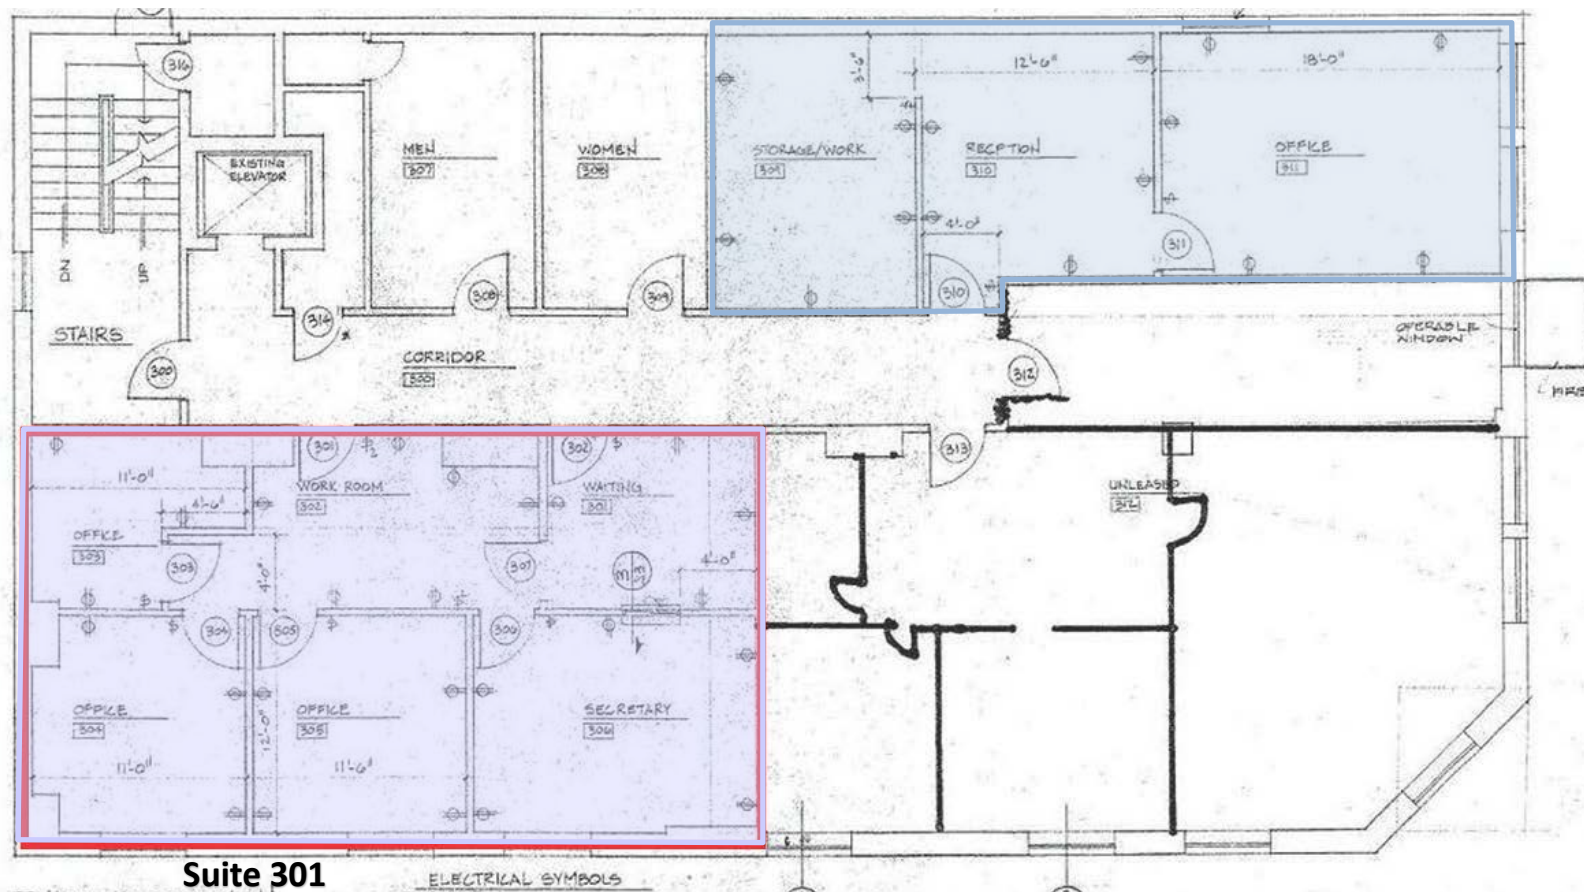 316
3'-6"
12'-6"
18'-0"
EXISTING
ELEVATOR
MEN
307
WOMEN
308
STORAGE/WORK
309
RECPTION
310
OFFICE
311
4'-0"
311
DN
UP
308
309
310
314
STAIRS
OPERABLE
WINDOW
CORRIDOR
300
300
312
301
302
313
11'-0"
WORK ROOM
302
WAITING
301
UNLEASED
312
4'-6"
OFFICE
303
303
307
4'-0"
4'-0"
304
305
306
OFFICE
304
OFFICE
305
SECRETARY
306
12'-0"
11'-0"
11'-6"
Suite 301
ELECTRICAL SYMBOLS